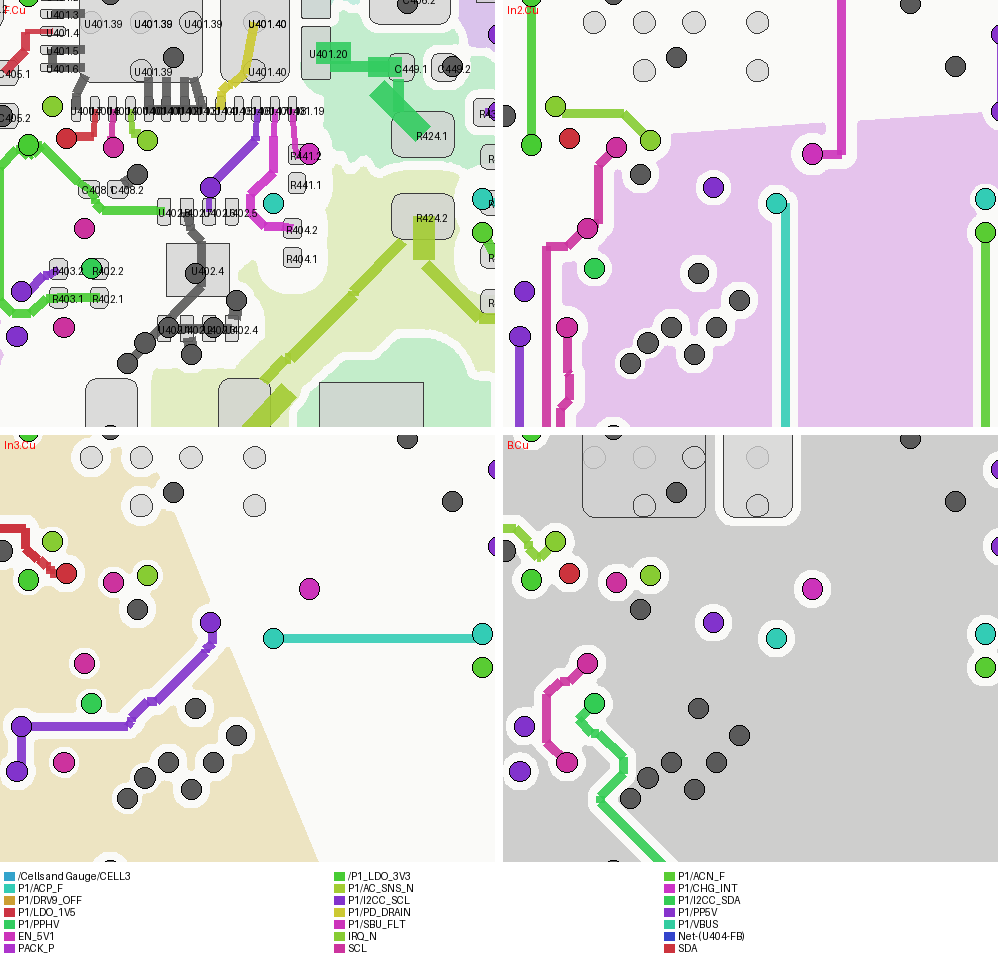 F.Cu
In2.Cu
U401.3
U401.4
U401.5
U401.6
U401.39
U401.39
U401.39
U401.40
U401.39
U401.40
U401.20
C406.2
C449.1
C449.2
C405.1
C405.2
R424.1
R441.2
R441.1
C408.1
C408.2
U402.5
R424.2
R404.2
R404.1
U402.4
R403.2
R402.2
R403.1
R402.1
In3.Cu
B.Cu
/Cells and Gauge/CELL3
P1/ACP_F
P1/DRV9_OFF
P1/LDO_1V5
P1/PPHV
EN_5V1
PACK_P
/P1_LDO_3V3
P1/AC_SNS_N
P1/I2CC_SCL
P1/PD_DRAIN
P1/SBU_FLT
IRQ_N
SCL
P1/ACN_F
P1/CHG_INT
P1/I2CC_SDA
P1/PP5V
P1/VBUS
Net-(U404-FB)
SDA